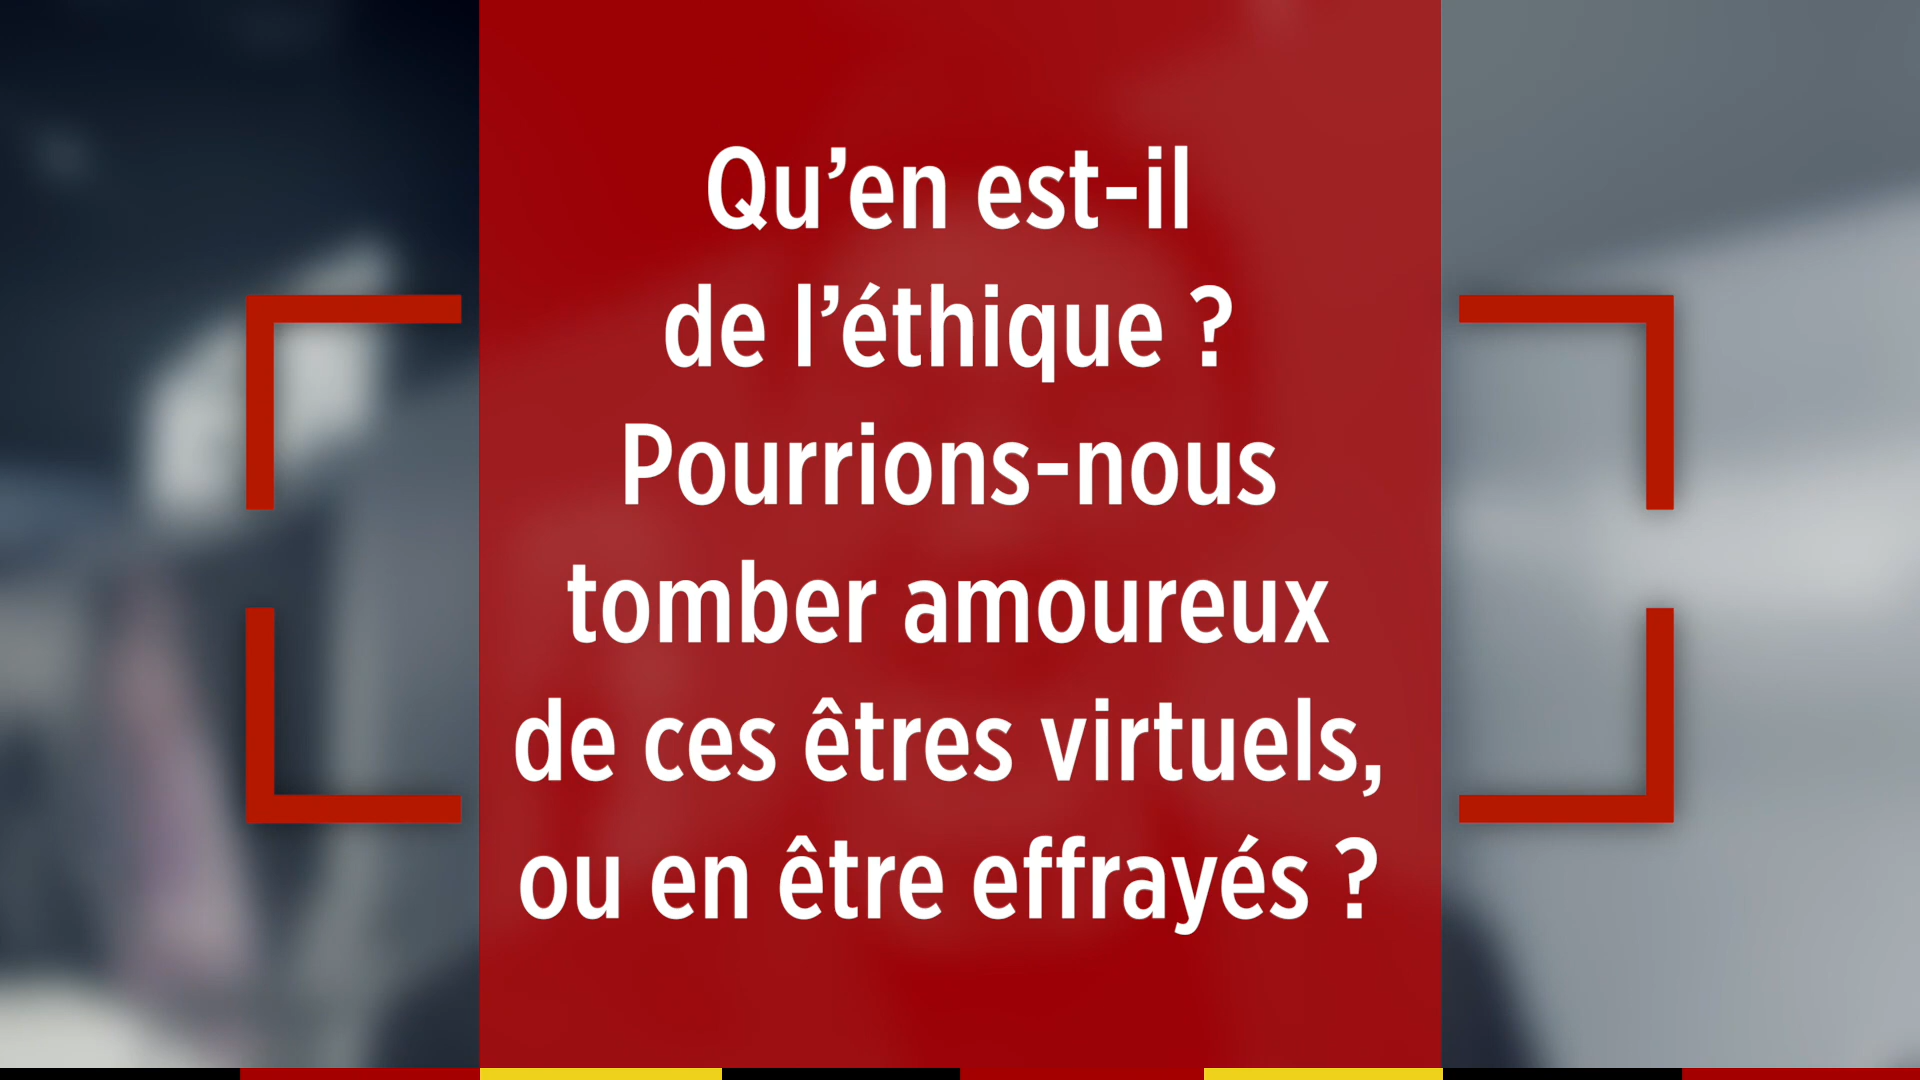 Qu’en est-il
de l’éthique ?
Pourrions-nous
tomber amoureux
de ces êtres virtuels,
ou en être effrayés ?